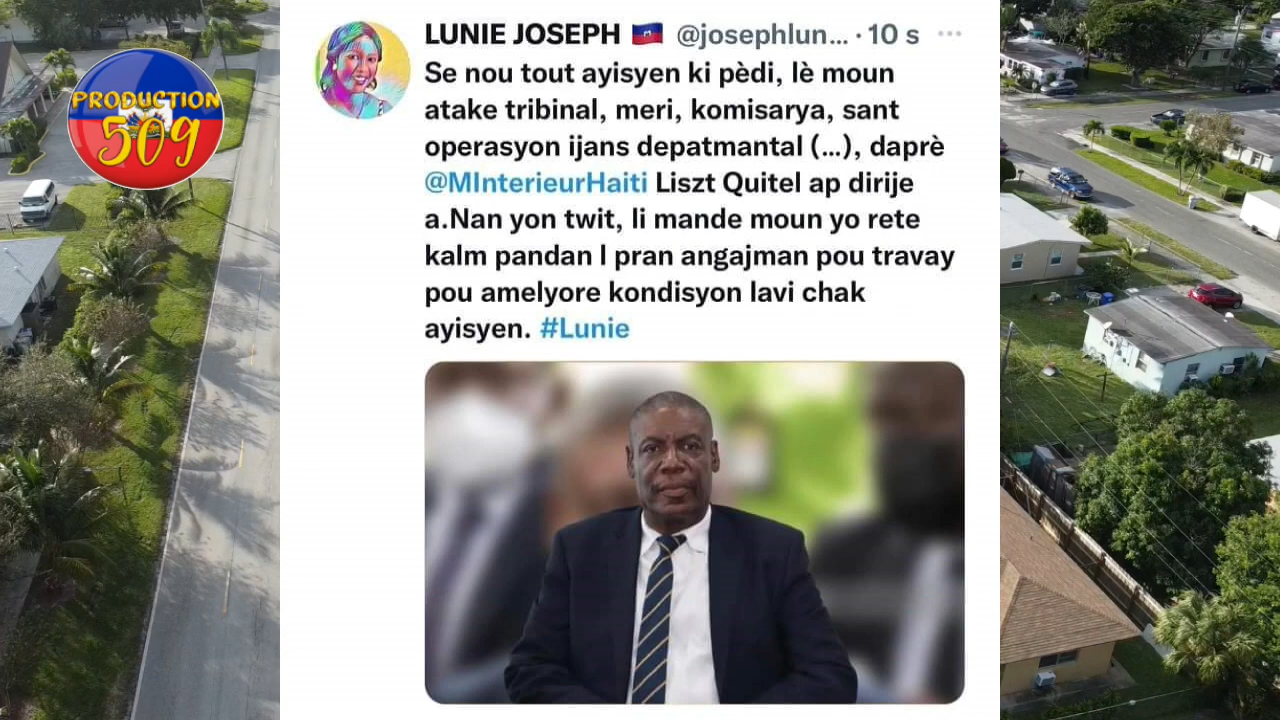 PRODUCTION
509
LUNIE JOSEPH 🇭🇹 @josephlun... · 10 s ...
Se nou tout ayisyen ki pèdi, lè moun
atake tribinal, meri, komisarya, sant
operasyon ijans depatmantal (...), daprè
@MInterieurHaiti Liszt Quitel ap dirije
a.Nan yon twit, li mande moun yo rete
kalm pandan l pran angajman pou travay
pou amelyore kondisyon lavi chak
ayisyen. #Lunie